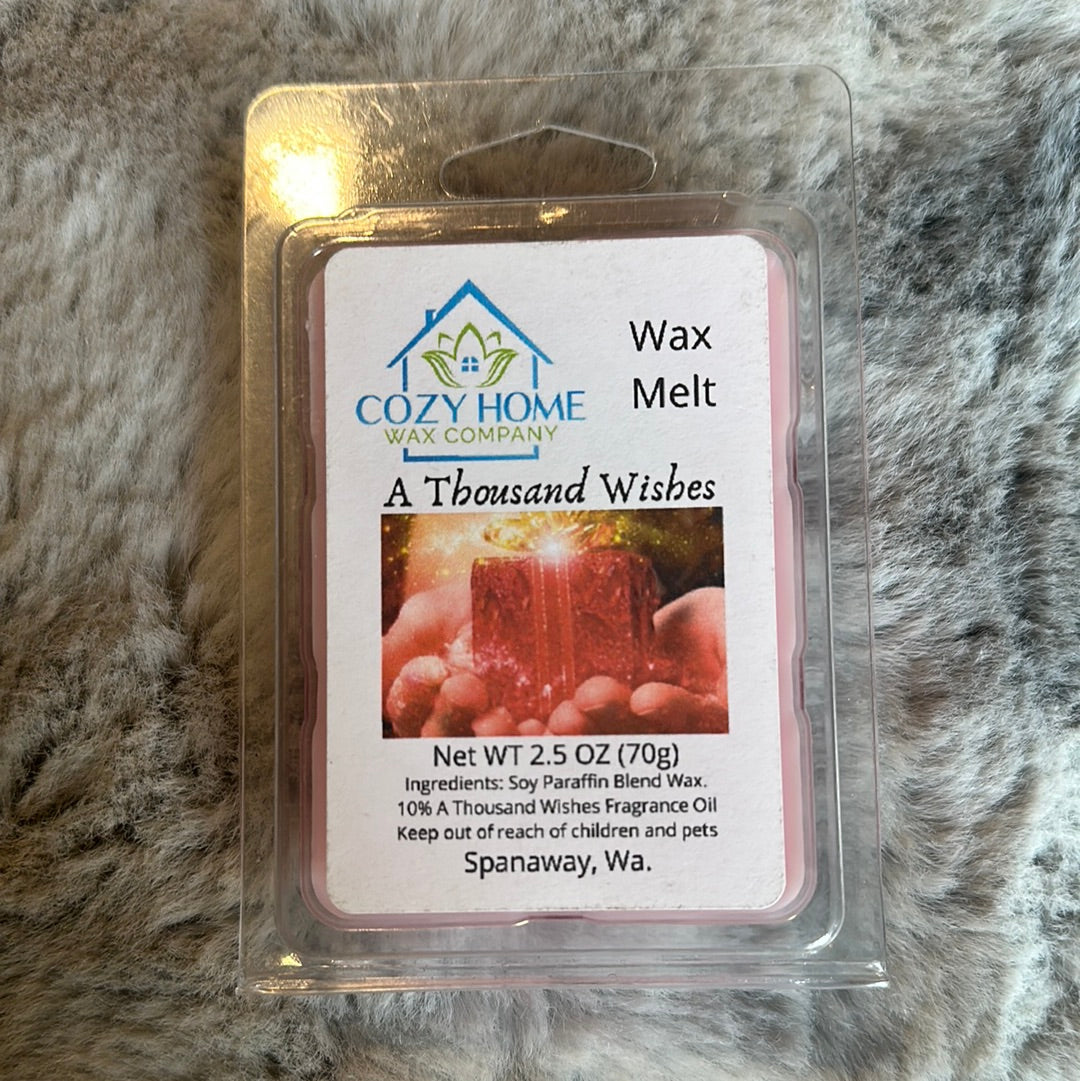 Wax
Melt
COZY HOME
WAX COMPANY
A Thousand Wishes
Net WT 2.5 OZ (70g)
Ingredients: Soy Paraffin Blend Wax.
10% A Thousand Wishes Fragrance Oil
Keep out of reach of children and pets
Spanaway, Wa.